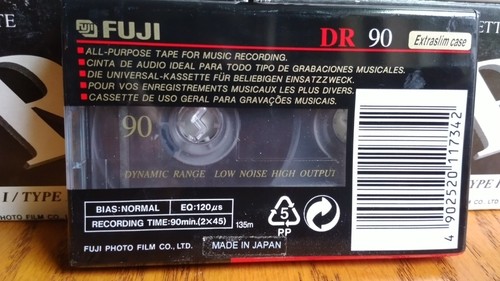 FUJI
DR 90
Extraslim case
ALL-PURPOSE TAPE FOR MUSIC RECORDING.
CINTA DE AUDIO IDEAL PARA TODO TIPO DE GRABACIONES MUSICALES.
DIE UNIVERSAL-KASSETTE FÜR BELIEBIGEN EINSATZZWECK.
POUR VOS ENREGISTREMENTS MUSICAUX LES PLUS DIVERS.
CASSETTE DE USO GERAL PARA GRAVAÇÕES MUSICAIS.
90
DYNAMIC RANGE LOW NOISE HIGH OUTPUT
BIAS:NORMAL EQ:120µs
RECORDING TIME:90min.(2×45)
135m
5
PP
FUJI PHOTO FILM CO., LTD.
MADE IN JAPAN
4 902520 117342
I / TYPE I
HOTO FILM CO.